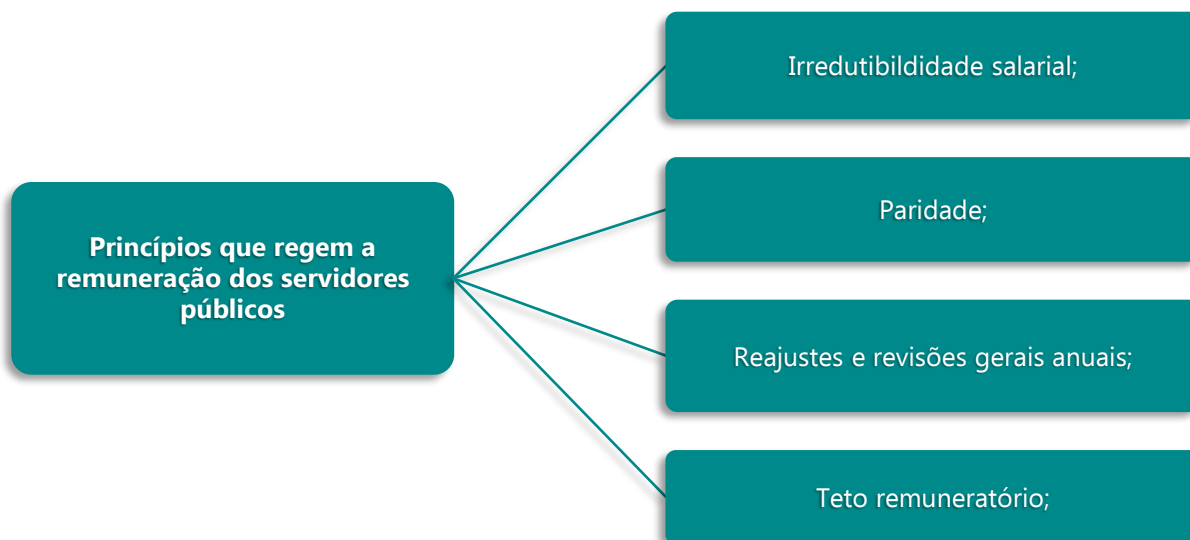 Princípios que regem a
remuneração dos servidores
públicos
Irredutibildidade salarial;
Paridade;
Reajustes e revisões gerais anuais;
Teto remuneratório;